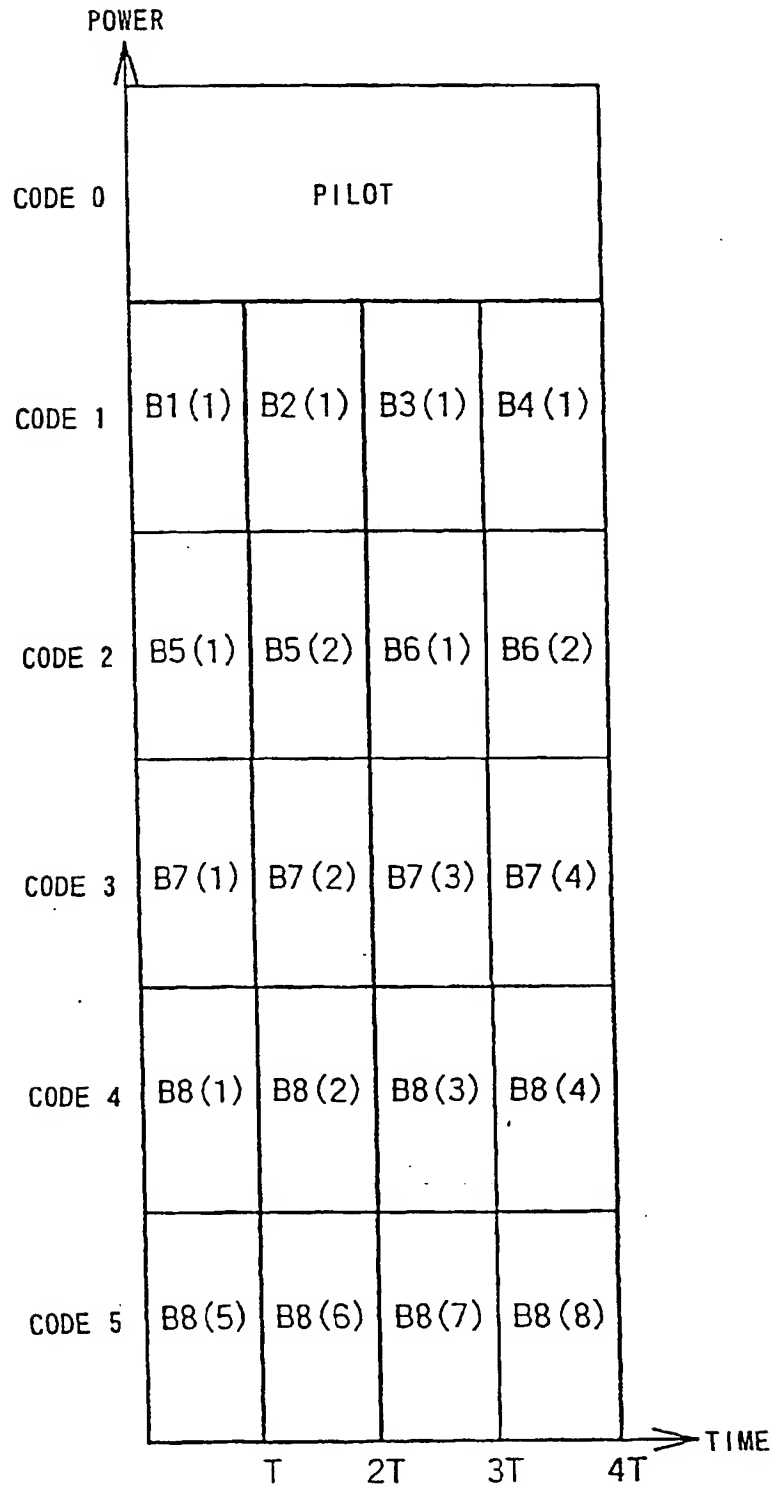 POWER
CODE 0 PILOT
CODE 1 B1(1) B2(1) B3(1) B4(1)
CODE 2 B5(1) B5(2) B6(1) B6(2)
CODE 3 B7(1) B7(2) B7(3) B7(4)
CODE 4 B8(1) B8(2) B8(3) B8(4)
CODE 5 B8(5) B8(6) B8(7) B8(8)
TIME
T 2T 3T 4T